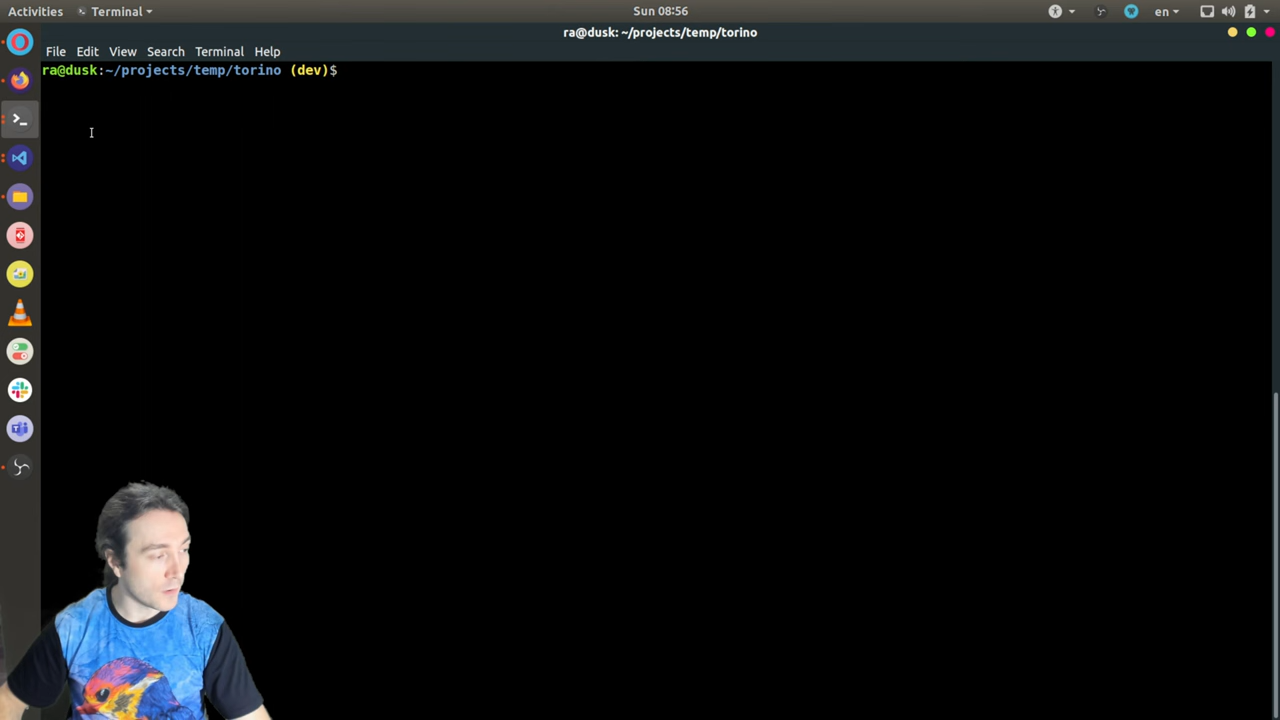 Activities Terminal Sun 08:56 en
ra@dusk: ~/projects/temp/torino
File Edit View Search Terminal Help
ra@dusk:~/projects/temp/torino (dev)$